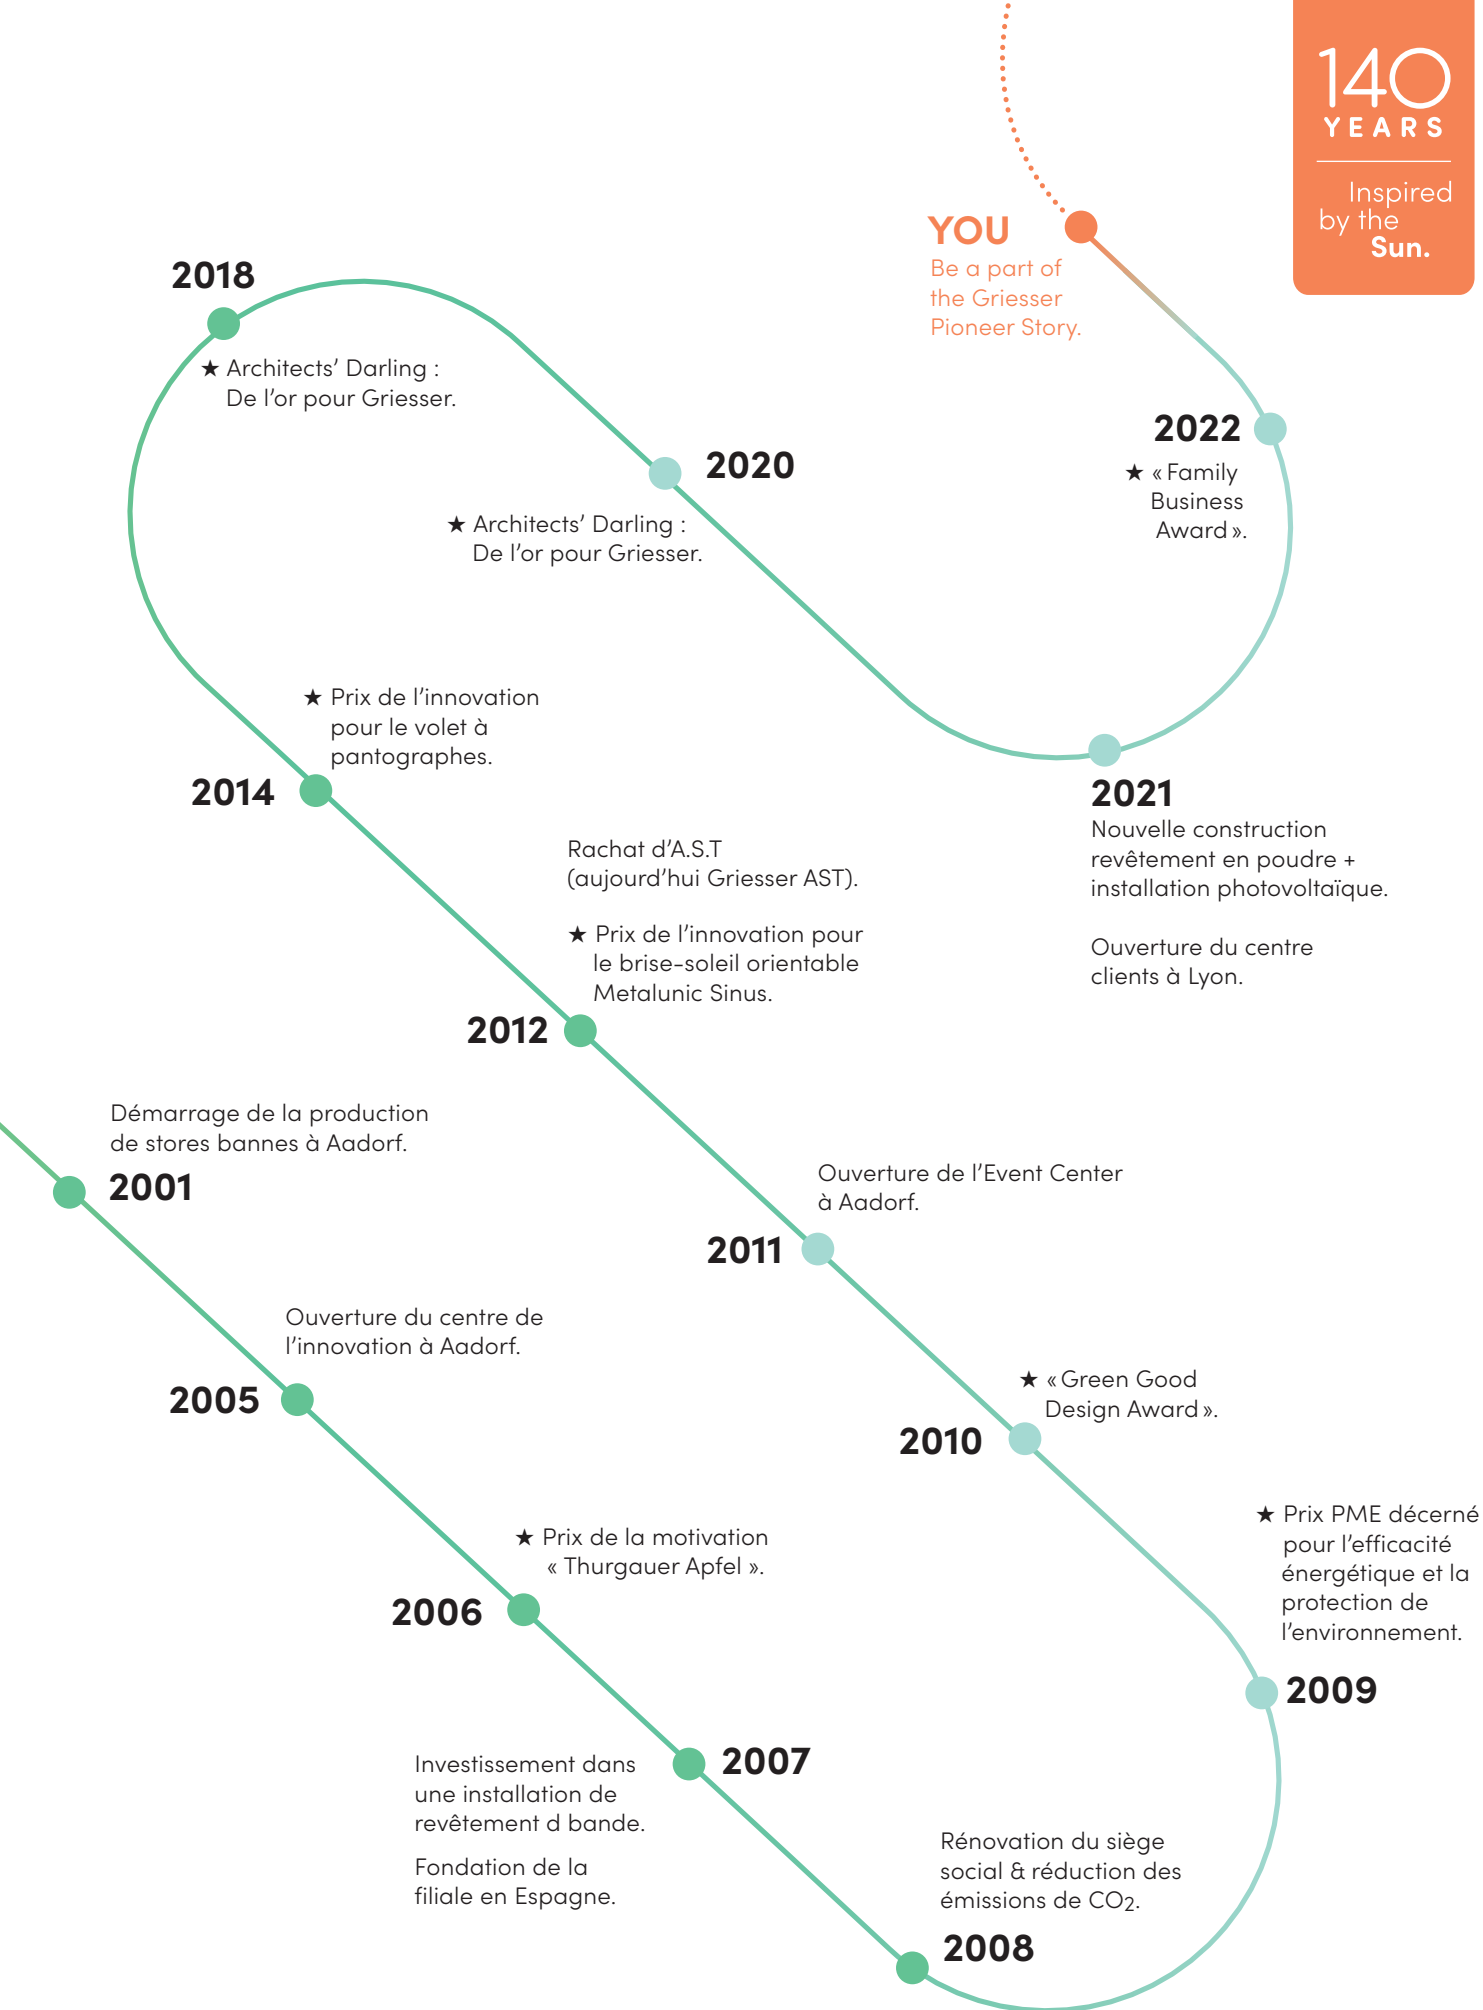 140
YEARS
Inspired
by the
Sun.
YOU
Be a part of
the Griesser
Pioneer Story.
2018
★ Architects’ Darling :
De l’or pour Griesser.
2020
★ Architects’ Darling :
De l’or pour Griesser.
2022
★ « Family
Business
Award ».
★ Prix de l’innovation
pour le volet à
pantographes.
2014
2021
Nouvelle construction
revêtement en poudre +
installation photovoltaïque.
Ouverture du centre
clients à Lyon.
Rachat d’A.S.T
(aujourd’hui Griesser AST).
★ Prix de l’innovation pour
le brise-soleil orientable
Metalunic Sinus.
2012
Démarrage de la production
de stores bannes à Aadorf.
2001
Ouverture de l’Event Center
à Aadorf.
2011
Ouverture du centre de
l’innovation à Aadorf.
2005
★ « Green Good
Design Award ».
2010
★ Prix PME décerné
pour l’efficacité
énergétique et la
protection de
l’environnement.
2009
★ Prix de la motivation
« Thurgauer Apfel ».
2006
2007
Investissement dans
une installation de
revêtement d bande.
Fondation de la
filiale en Espagne.
Rénovation du siège
social & réduction des
émissions de CO2.
2008